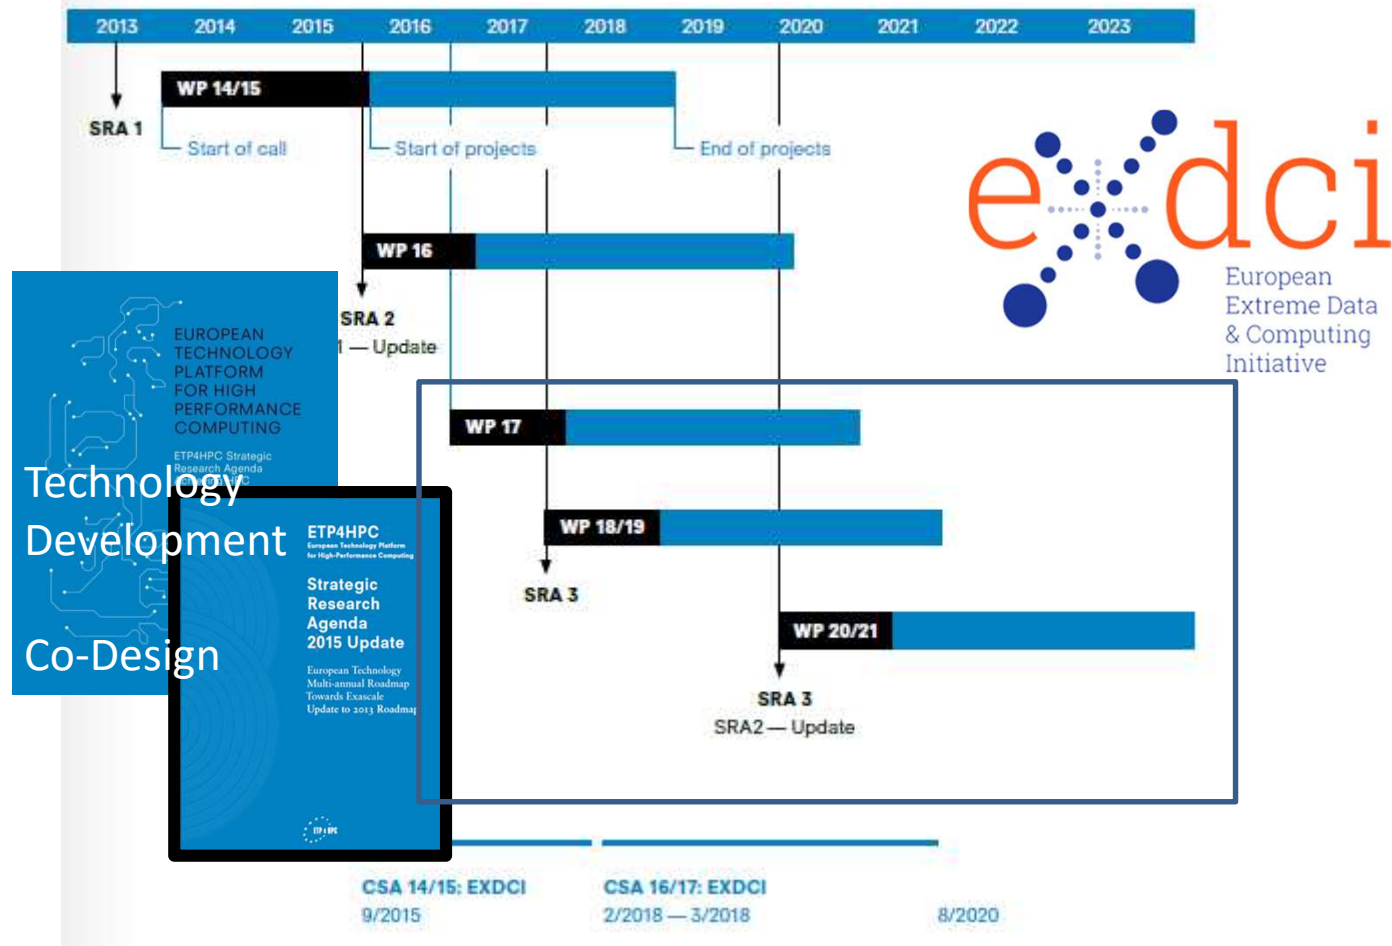 2013 2014 2015 2016 2017 2018 2019 2020 2021 2022 2023
WP 14/15
SRA 1
Start of call
Start of projects
End of projects
exdci
European
Extreme Data
& Computing
Initiative
WP 16
SRA 2
1 — Update
EUROPEAN
TECHNOLOGY
PLATFORM
FOR HIGH
PERFORMANCE
COMPUTING
ETP4HPC Strategic
Research Agenda
Technology
Development
Co-Design
ETP4HPC
European Technology Platform
for High-Performance Computing
Strategic
Research
Agenda
2015 Update
European Technology
Multi-annual Roadmap
Towards Exascale
Update to 2013 Roadmap
ETP4HPC
WP 17
WP 18/19
SRA 3
WP 20/21
SRA 3
SRA2 — Update
CSA 14/15: EXDCI
9/2015
CSA 16/17: EXDCI
2/2018 — 3/2018
8/2020